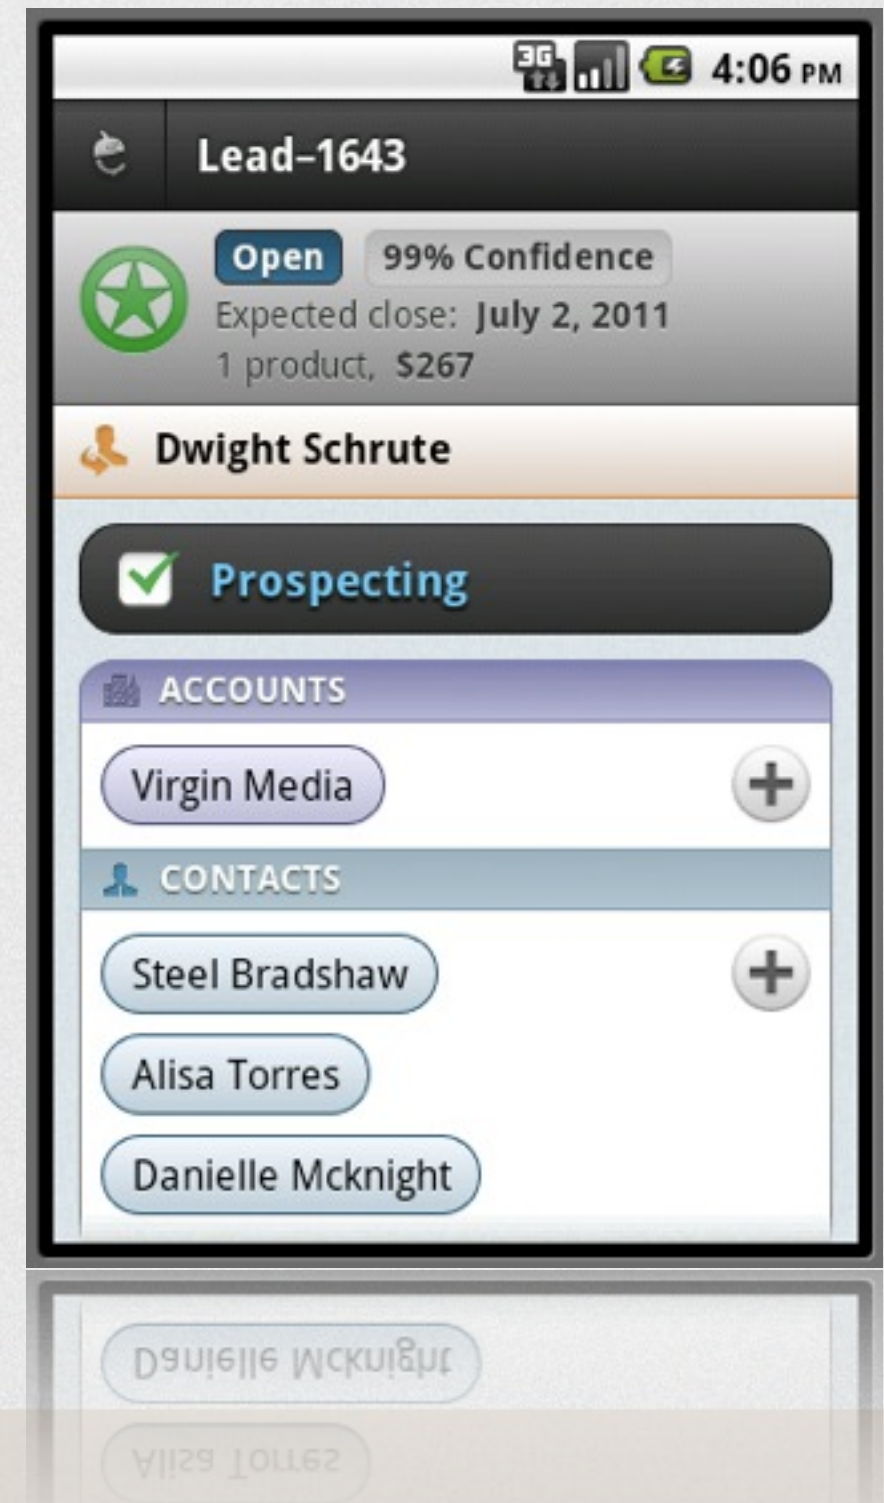 3G 4:06 PM
Lead–1643
Open 99% Confidence
Expected close: July 2, 2011
1 product, $267
Dwight Schrute
Prospecting
ACCOUNTS
Virgin Media
CONTACTS
Steel Bradshaw
Alisa Torres
Danielle Mcknight
Danielle Mcknight
Alisa Torres